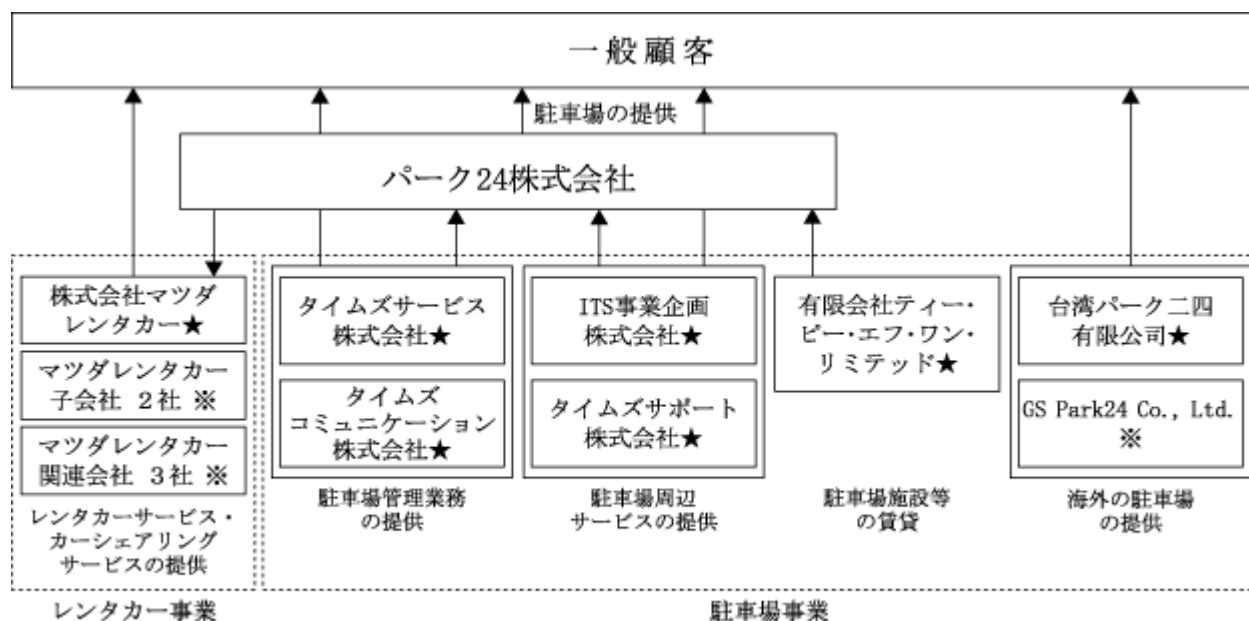 一般顧客
駐車場の提供
パーク24株式会社
株式会社マツダ
レンタカー★
マツダレンタカー
子会社 2社 ※
マツダレンタカー
関連会社 3社 ※
レンタカーサービス・
カーシェアリング
サービスの提供
レンタカー事業
タイムズサービス
株式会社★
タイムズ
コミュニケーション
株式会社★
駐車場管理業務
の提供
ITS事業企画
株式会社★
タイムズサポート
株式会社★
駐車場周辺
サービスの提供
有限会社ティー・
ピー・エフ・ワン・
リミテッド★
駐車場施設等
の賃貸
台湾パーク二四
有限公司★
GS Park24 Co., Ltd.
※
海外の駐車場
の提供
駐車場事業